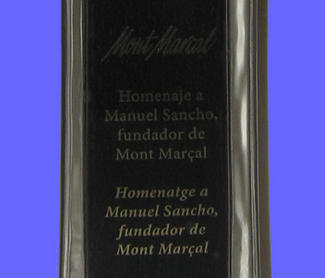 Mont Marçal
Homenaje a
Manuel Sancho,
fundador de
Mont Marçal
Homenatge a
Manuel Sancho,
fundador de
Mont Marçal